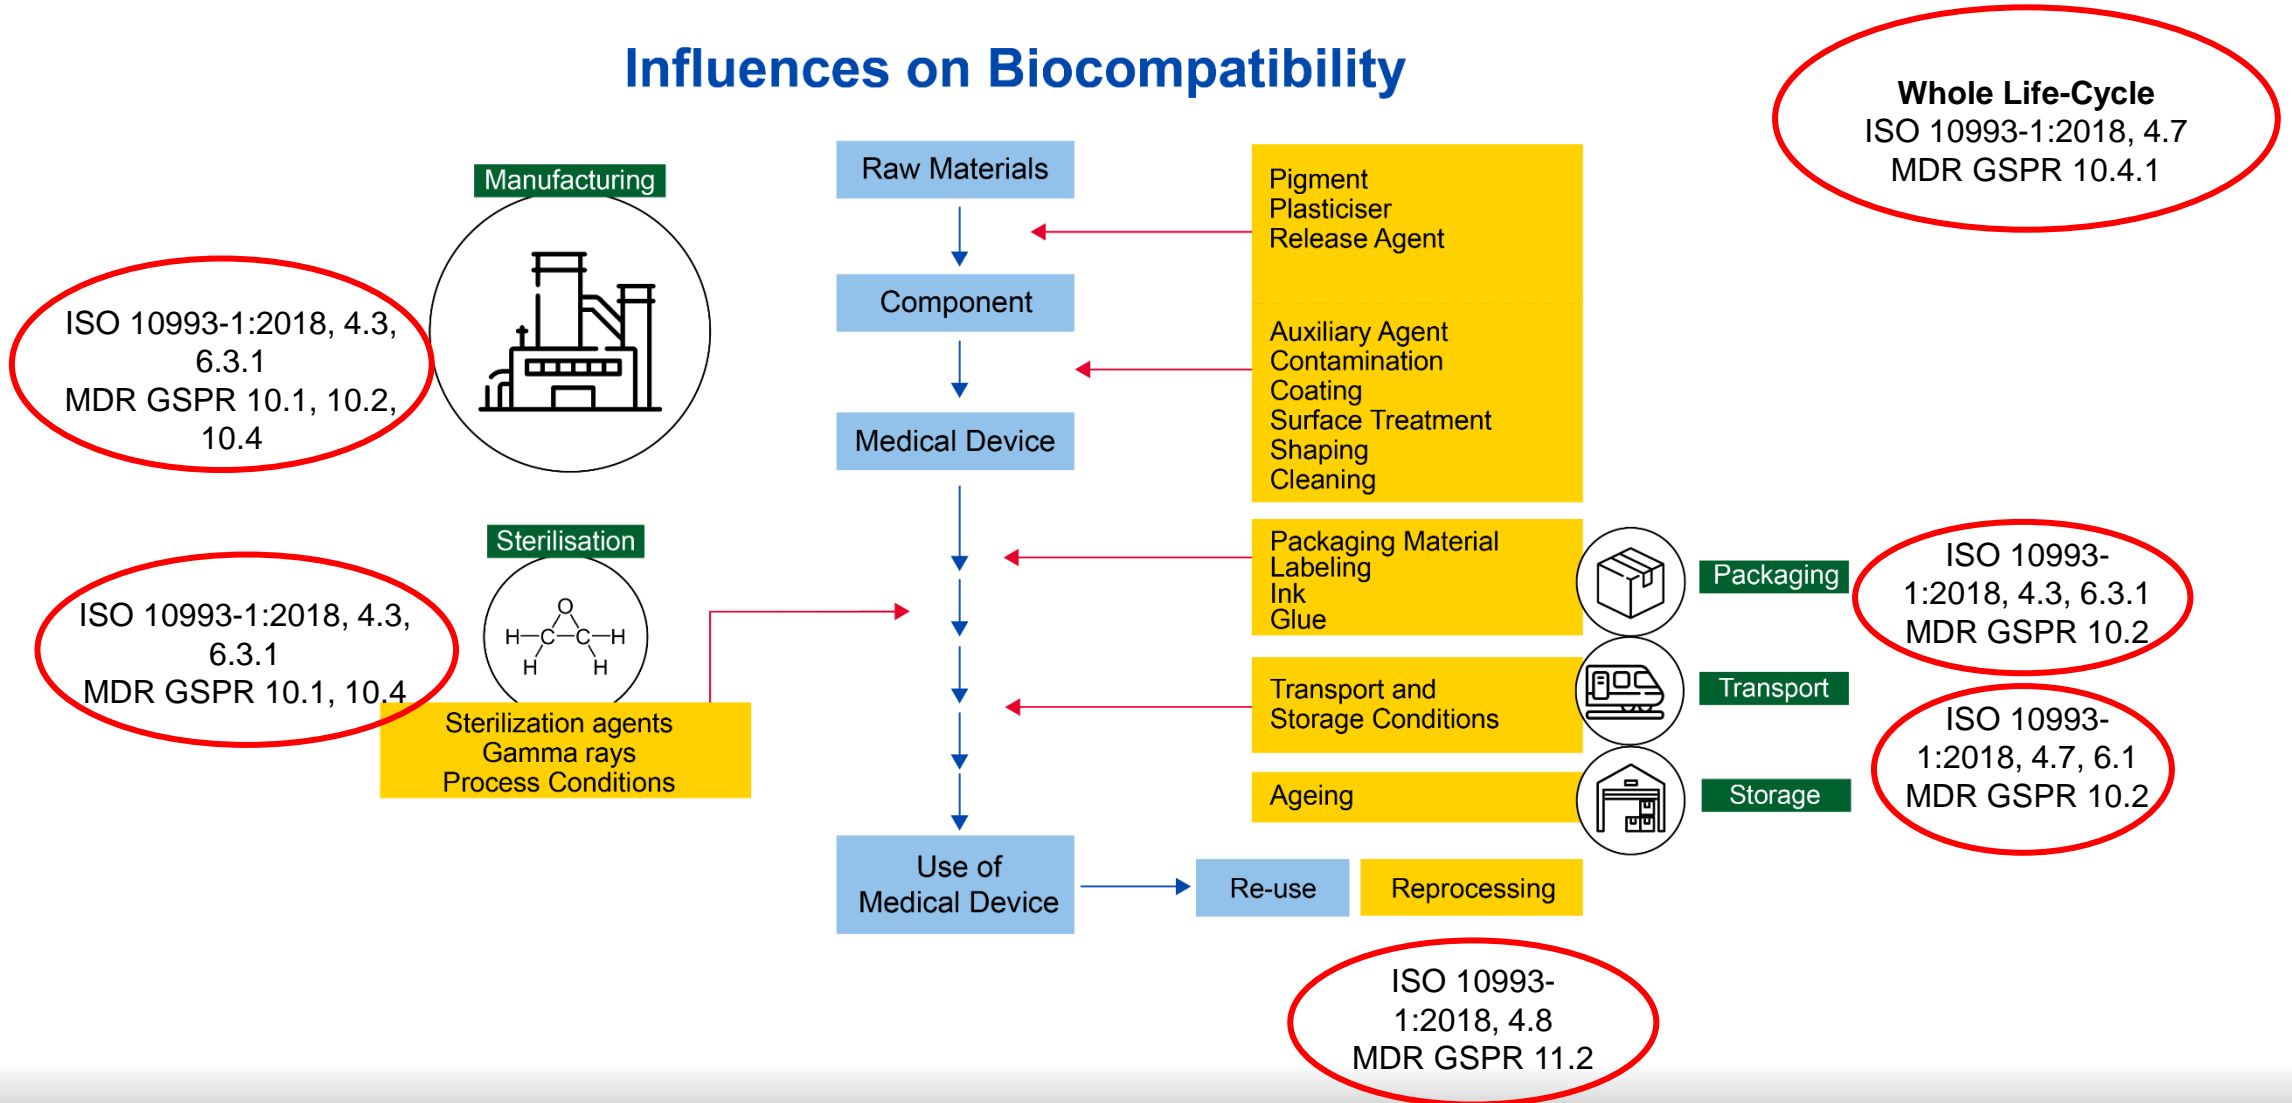 Influences on Biocompatibility
Whole Life-Cycle
ISO 10993-1:2018, 4.7
MDR GSPR 10.4.1
Manufacturing
ISO 10993-1:2018, 4.3,
6.3.1
MDR GSPR 10.1, 10.2,
10.4
Raw Materials
Component
Medical Device
Pigment
Plasticiser
Release Agent
Auxiliary Agent
Contamination
Coating
Surface Treatment
Shaping
Cleaning
Sterilisation
O
H C C H
H H
ISO 10993-1:2018, 4.3,
6.3.1
MDR GSPR 10.1, 10.4
Sterilization agents
Gamma rays
Process Conditions
Packaging Material
Labeling
Ink
Glue
Packaging
ISO 10993-
1:2018, 4.3, 6.3.1
MDR GSPR 10.2
Transport and
Storage Conditions
Transport
Ageing
Storage
ISO 10993-
1:2018, 4.7, 6.1
MDR GSPR 10.2
Use of
Medical Device
Re-use
Reprocessing
ISO 10993-
1:2018, 4.8
MDR GSPR 11.2